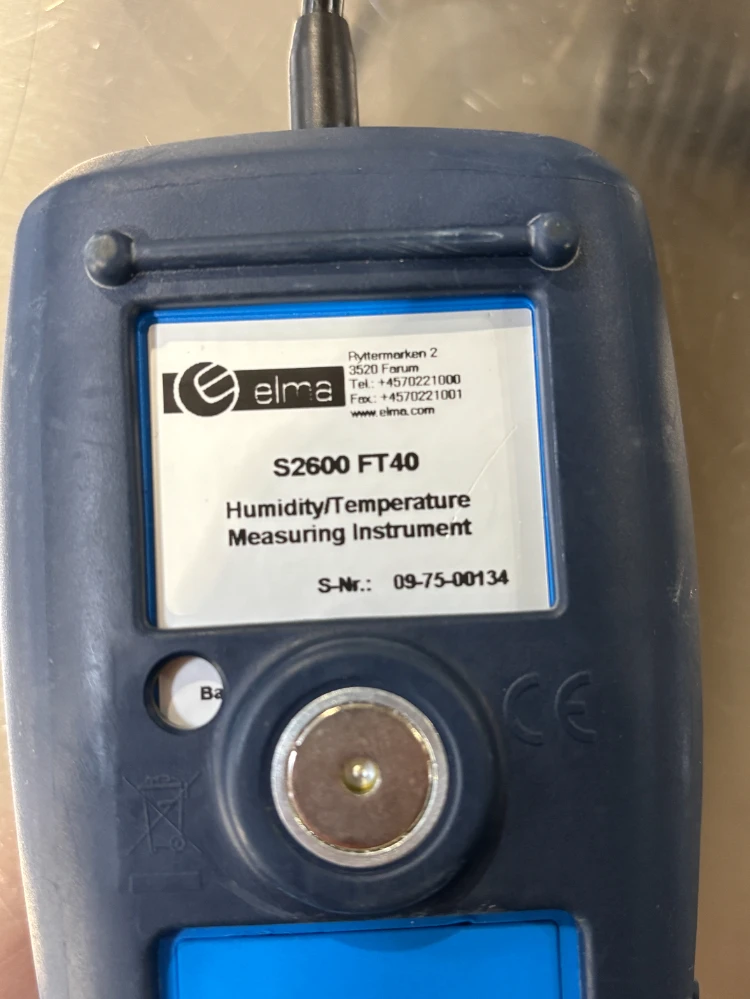 elma
Ryttermarken 2
3520 Farum
Tel.: +4570221000
Fax.: +4570221001
www.elma.com
S2600 FT40
Humidity/Temperature
Measuring Instrument
S-Nr.: 09-75-00134
Ba
CE